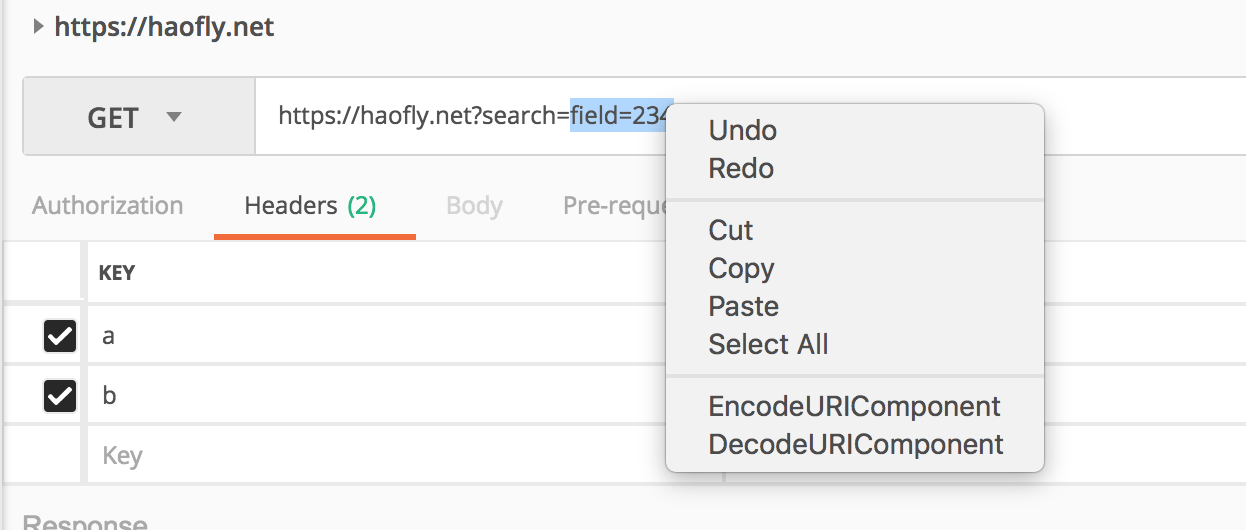 https://haofly.net
GET
https://haofly.net?search=field=234
Authorization
Headers (2)
Body
Pre-reque
Undo
Redo
Cut
Copy
Paste
Select All
EncodeURIComponent
DecodeURIComponent
KEY
a
b
Key
Response